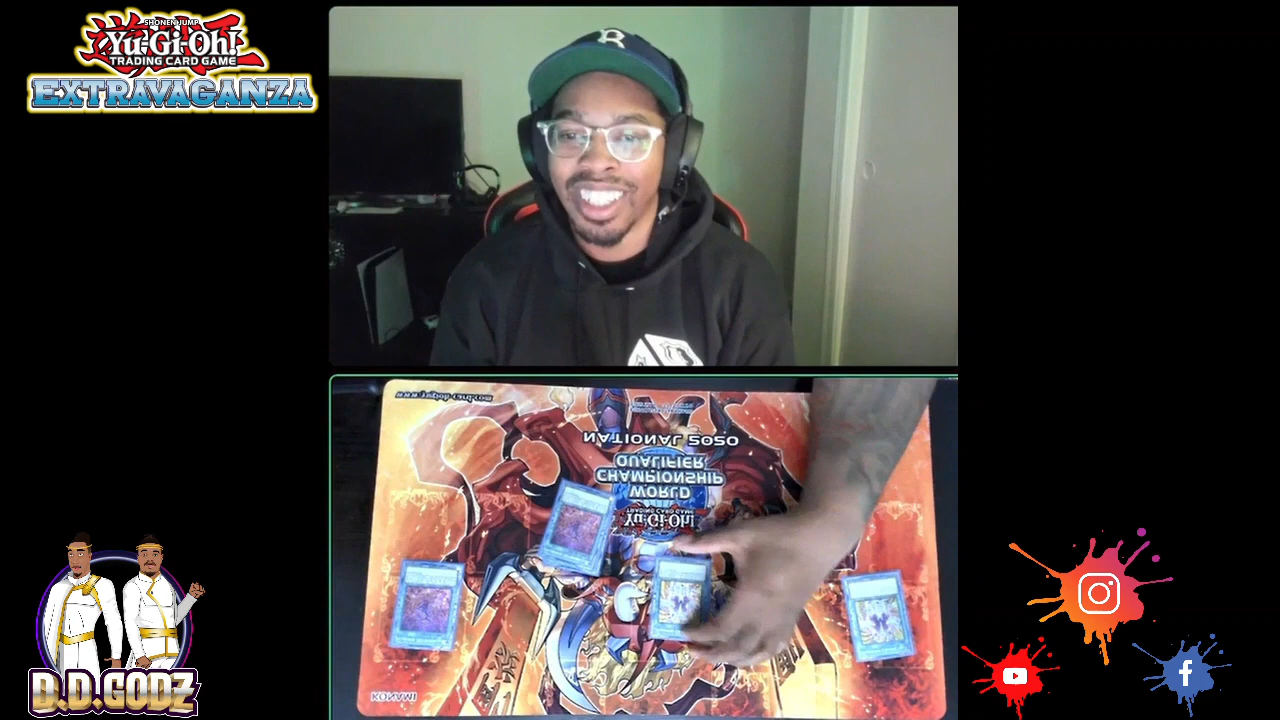 SHONEN JUMP
Yu-Gi-Oh!
TRADING CARD GAME
EXTRAVAGANZA
R
NATIONAL 2020
QUALIFIER
CHAMPIONSHIP
WORLD
Yu-Gi-Oh!
TRADING CARD GAME
KONAMI
D.D.GODZ
f